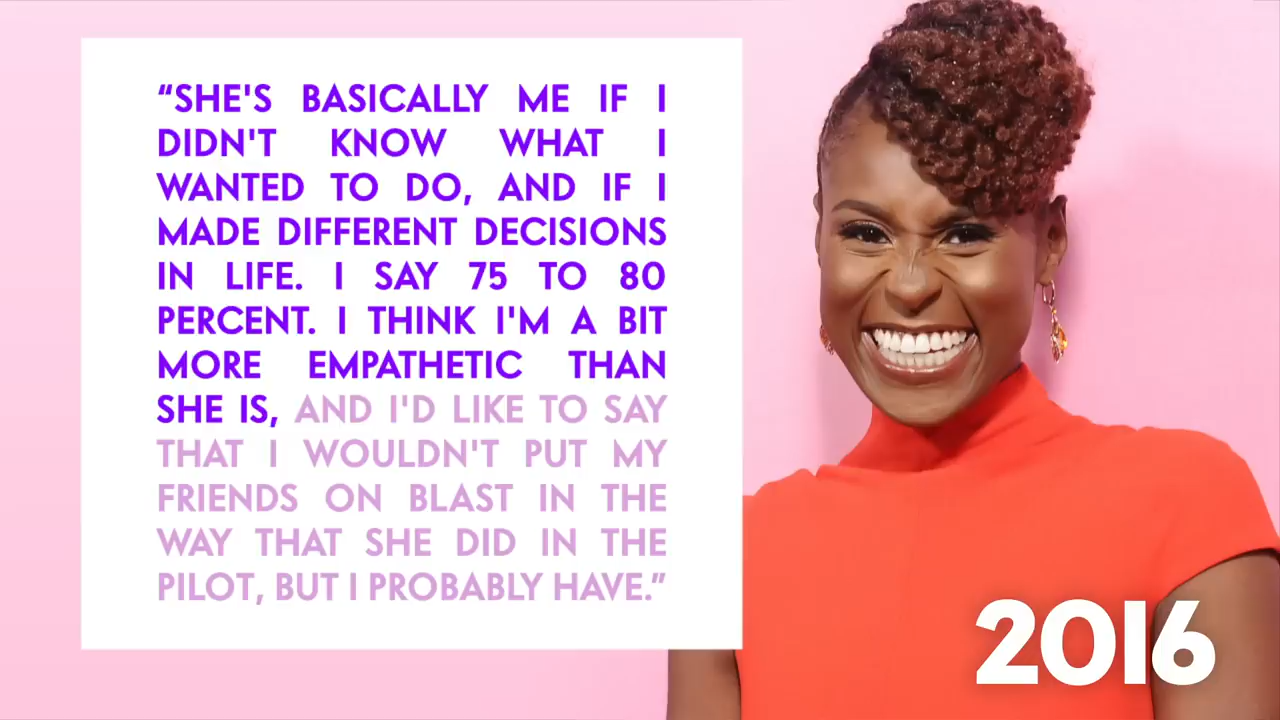 “SHE'S BASICALLY ME IF I
DIDN'T KNOW WHAT I
WANTED TO DO, AND IF I
MADE DIFFERENT DECISIONS
IN LIFE. I SAY 75 TO 80
PERCENT. I THINK I'M A BIT
MORE EMPATHETIC THAN
SHE IS, AND I'D LIKE TO SAY
THAT I WOULDN'T PUT MY
FRIENDS ON BLAST IN THE
WAY THAT SHE DID IN THE
PILOT, BUT I PROBABLY HAVE.”
2016